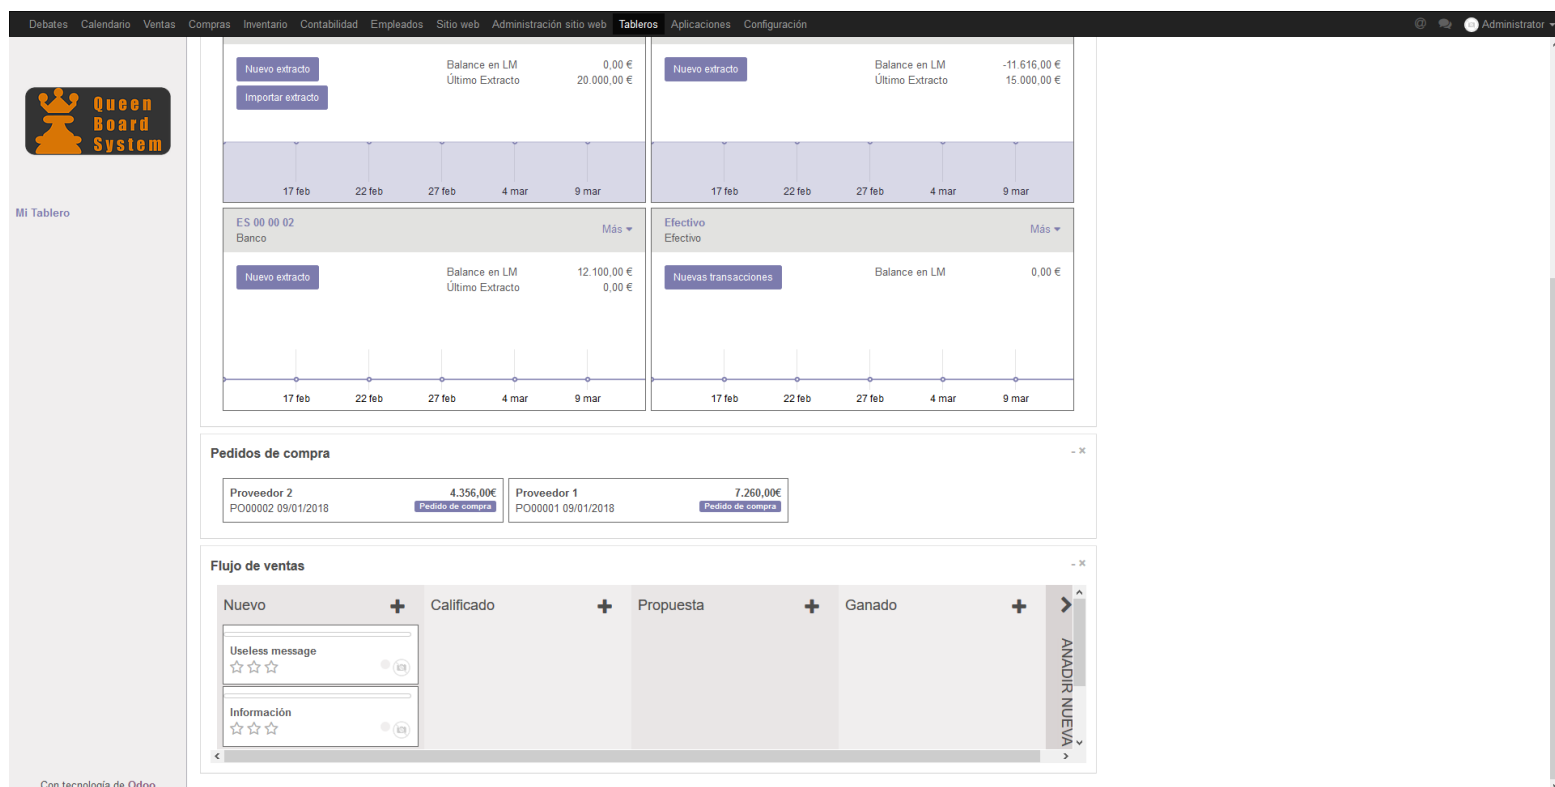 Debates Calendario Ventas Compras Inventario Contabilidad Empleados Sitio web Administración sitio web Tableros Aplicaciones Configuración @ Administrator
Queen
Board
System
Mi Tablero
Con tecnología de Odoo
Nuevo extracto
Importar extracto
Balance en LM 0,00 €
Último Extracto 20.000,00 €
17 feb 22 feb 27 feb 4 mar 9 mar
Nuevo extracto
Balance en LM -11.616,00 €
Último Extracto 15.000,00 €
17 feb 22 feb 27 feb 4 mar 9 mar
ES 00 00 02
Banco
Más
Nuevo extracto
Balance en LM 12.100,00 €
Último Extracto 0,00 €
17 feb 22 feb 27 feb 4 mar 9 mar
Efectivo
Efectivo
Más
Nuevas transacciones
Balance en LM 0,00 €
17 feb 22 feb 27 feb 4 mar 9 mar
Pedidos de compra
Proveedor 2 4.356,00€
PO00002 09/01/2018 Pedido de compra
Proveedor 1 7.260,00€
PO00001 09/01/2018 Pedido de compra
Flujo de ventas
Nuevo
Useless message
Información
Calificado
Propuesta
Ganado
AÑADIR NUEVA